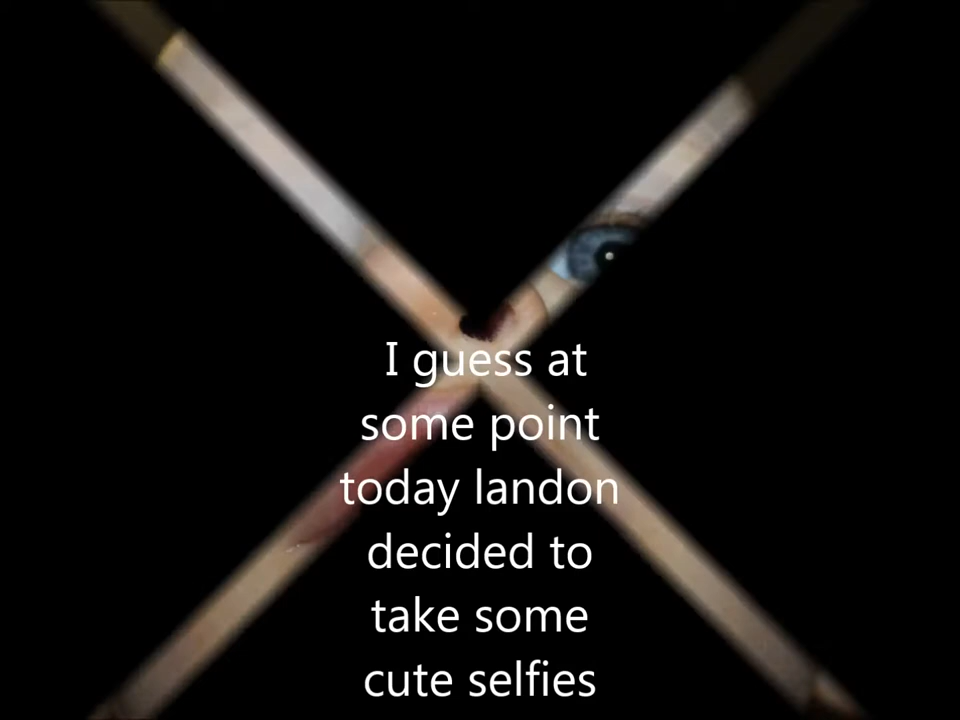 I guess at
some point
today landon
decided to
take some
cute selfies